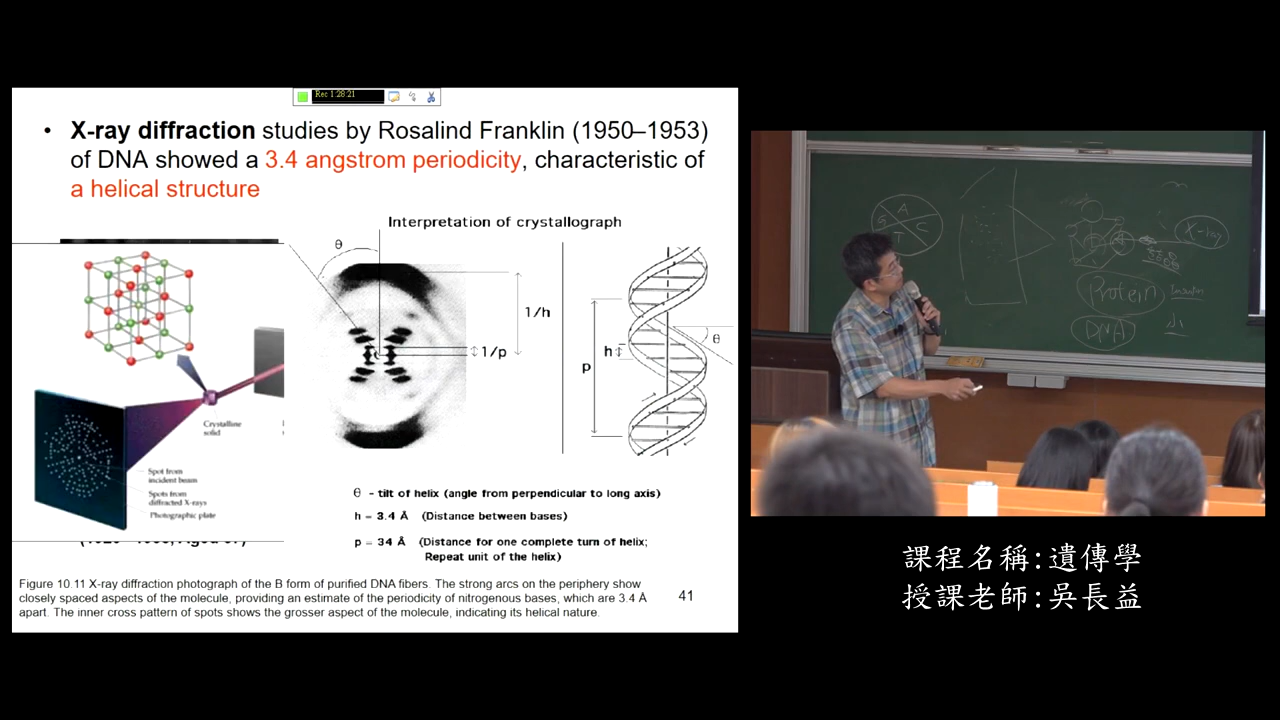 Rec 1:28:21
• X-ray diffraction studies by Rosalind Franklin (1950–1953)
of DNA showed a 3.4 angstrom periodicity, characteristic of
a helical structure
Interpretation of crystallograph
θ
1/h
1/p
p
h
θ
Crystalline
solid
Spot from
incident beam
Spots from
diffracted X-rays
Photographic plate
θ - tilt of helix (angle from perpendicular to long axis)
h = 3.4 Å (Distance between bases)
p = 34 Å (Distance for one complete turn of helix;
Repeat unit of the helix)
Figure 10.11 X-ray diffraction photograph of the B form of purified DNA fibers. The strong arcs on the periphery show
closely spaced aspects of the molecule, providing an estimate of the periodicity of nitrogenous bases, which are 3.4 Å
apart. The inner cross pattern of spots shows the grosser aspect of the molecule, indicating its helical nature.
41
G A C T
X-ray
Protein
DNA
小
課程名稱:遺傳學
授課老師:吳長益